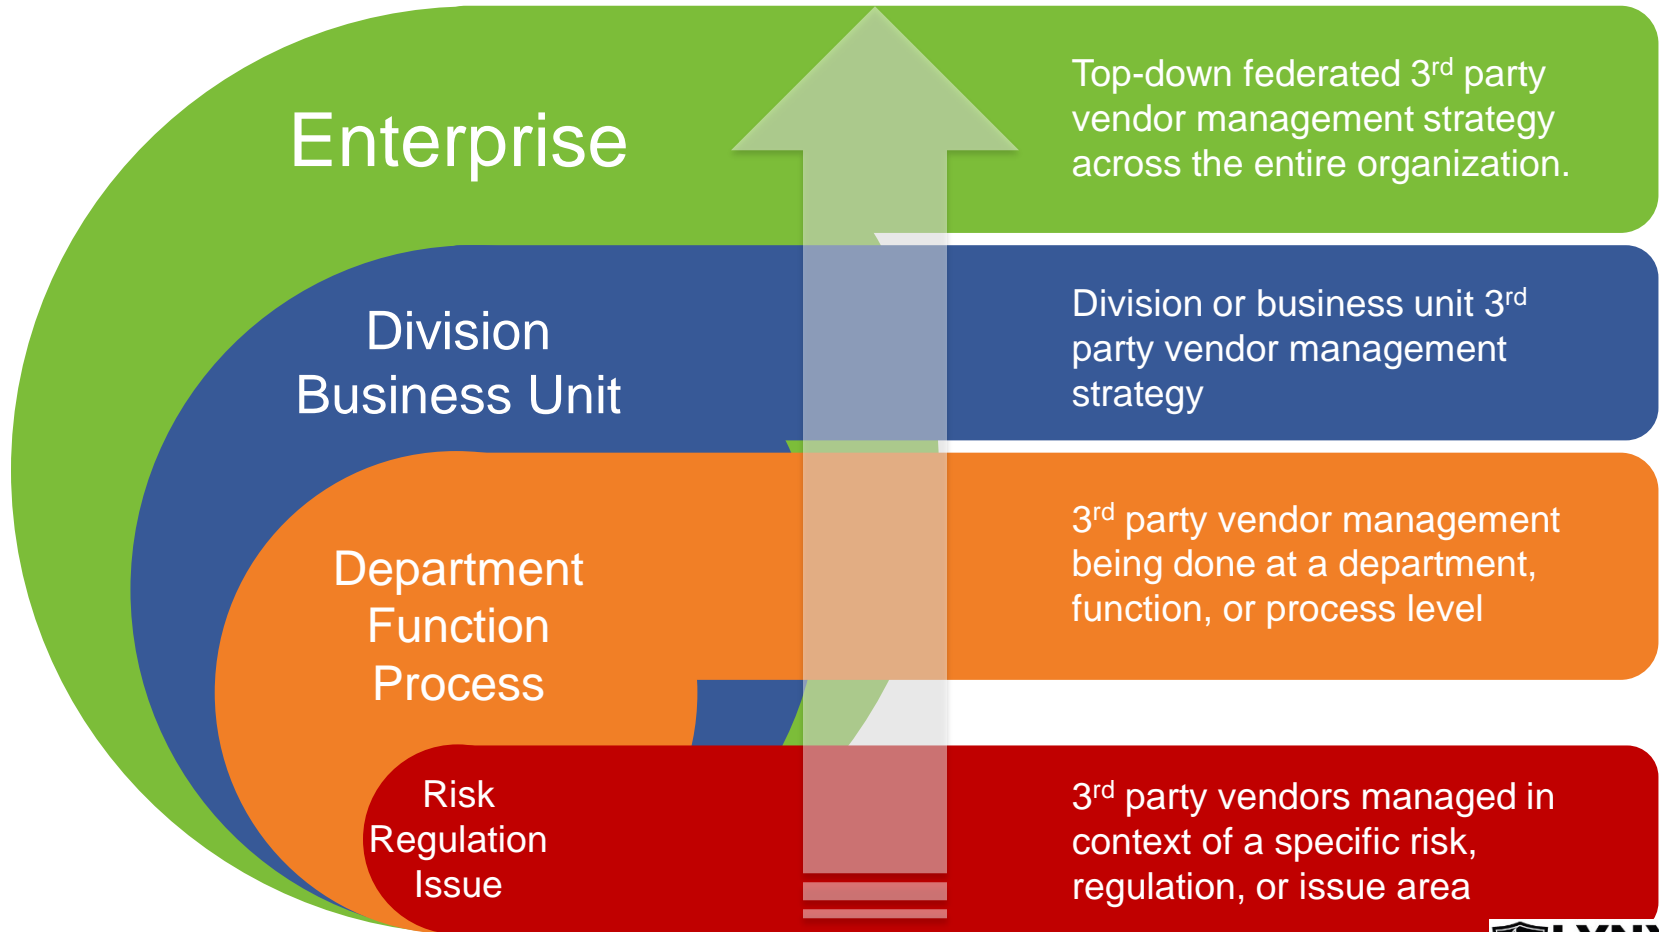 Enterprise
Top-down federated 3rd party
vendor management strategy
across the entire organization.
Division
Business Unit
Division or business unit 3rd
party vendor management
strategy
Department
Function
Process
3rd party vendor management
being done at a department,
function, or process level
Risk
Regulation
Issue
3rd party vendors managed in
context of a specific risk,
regulation, or issue area